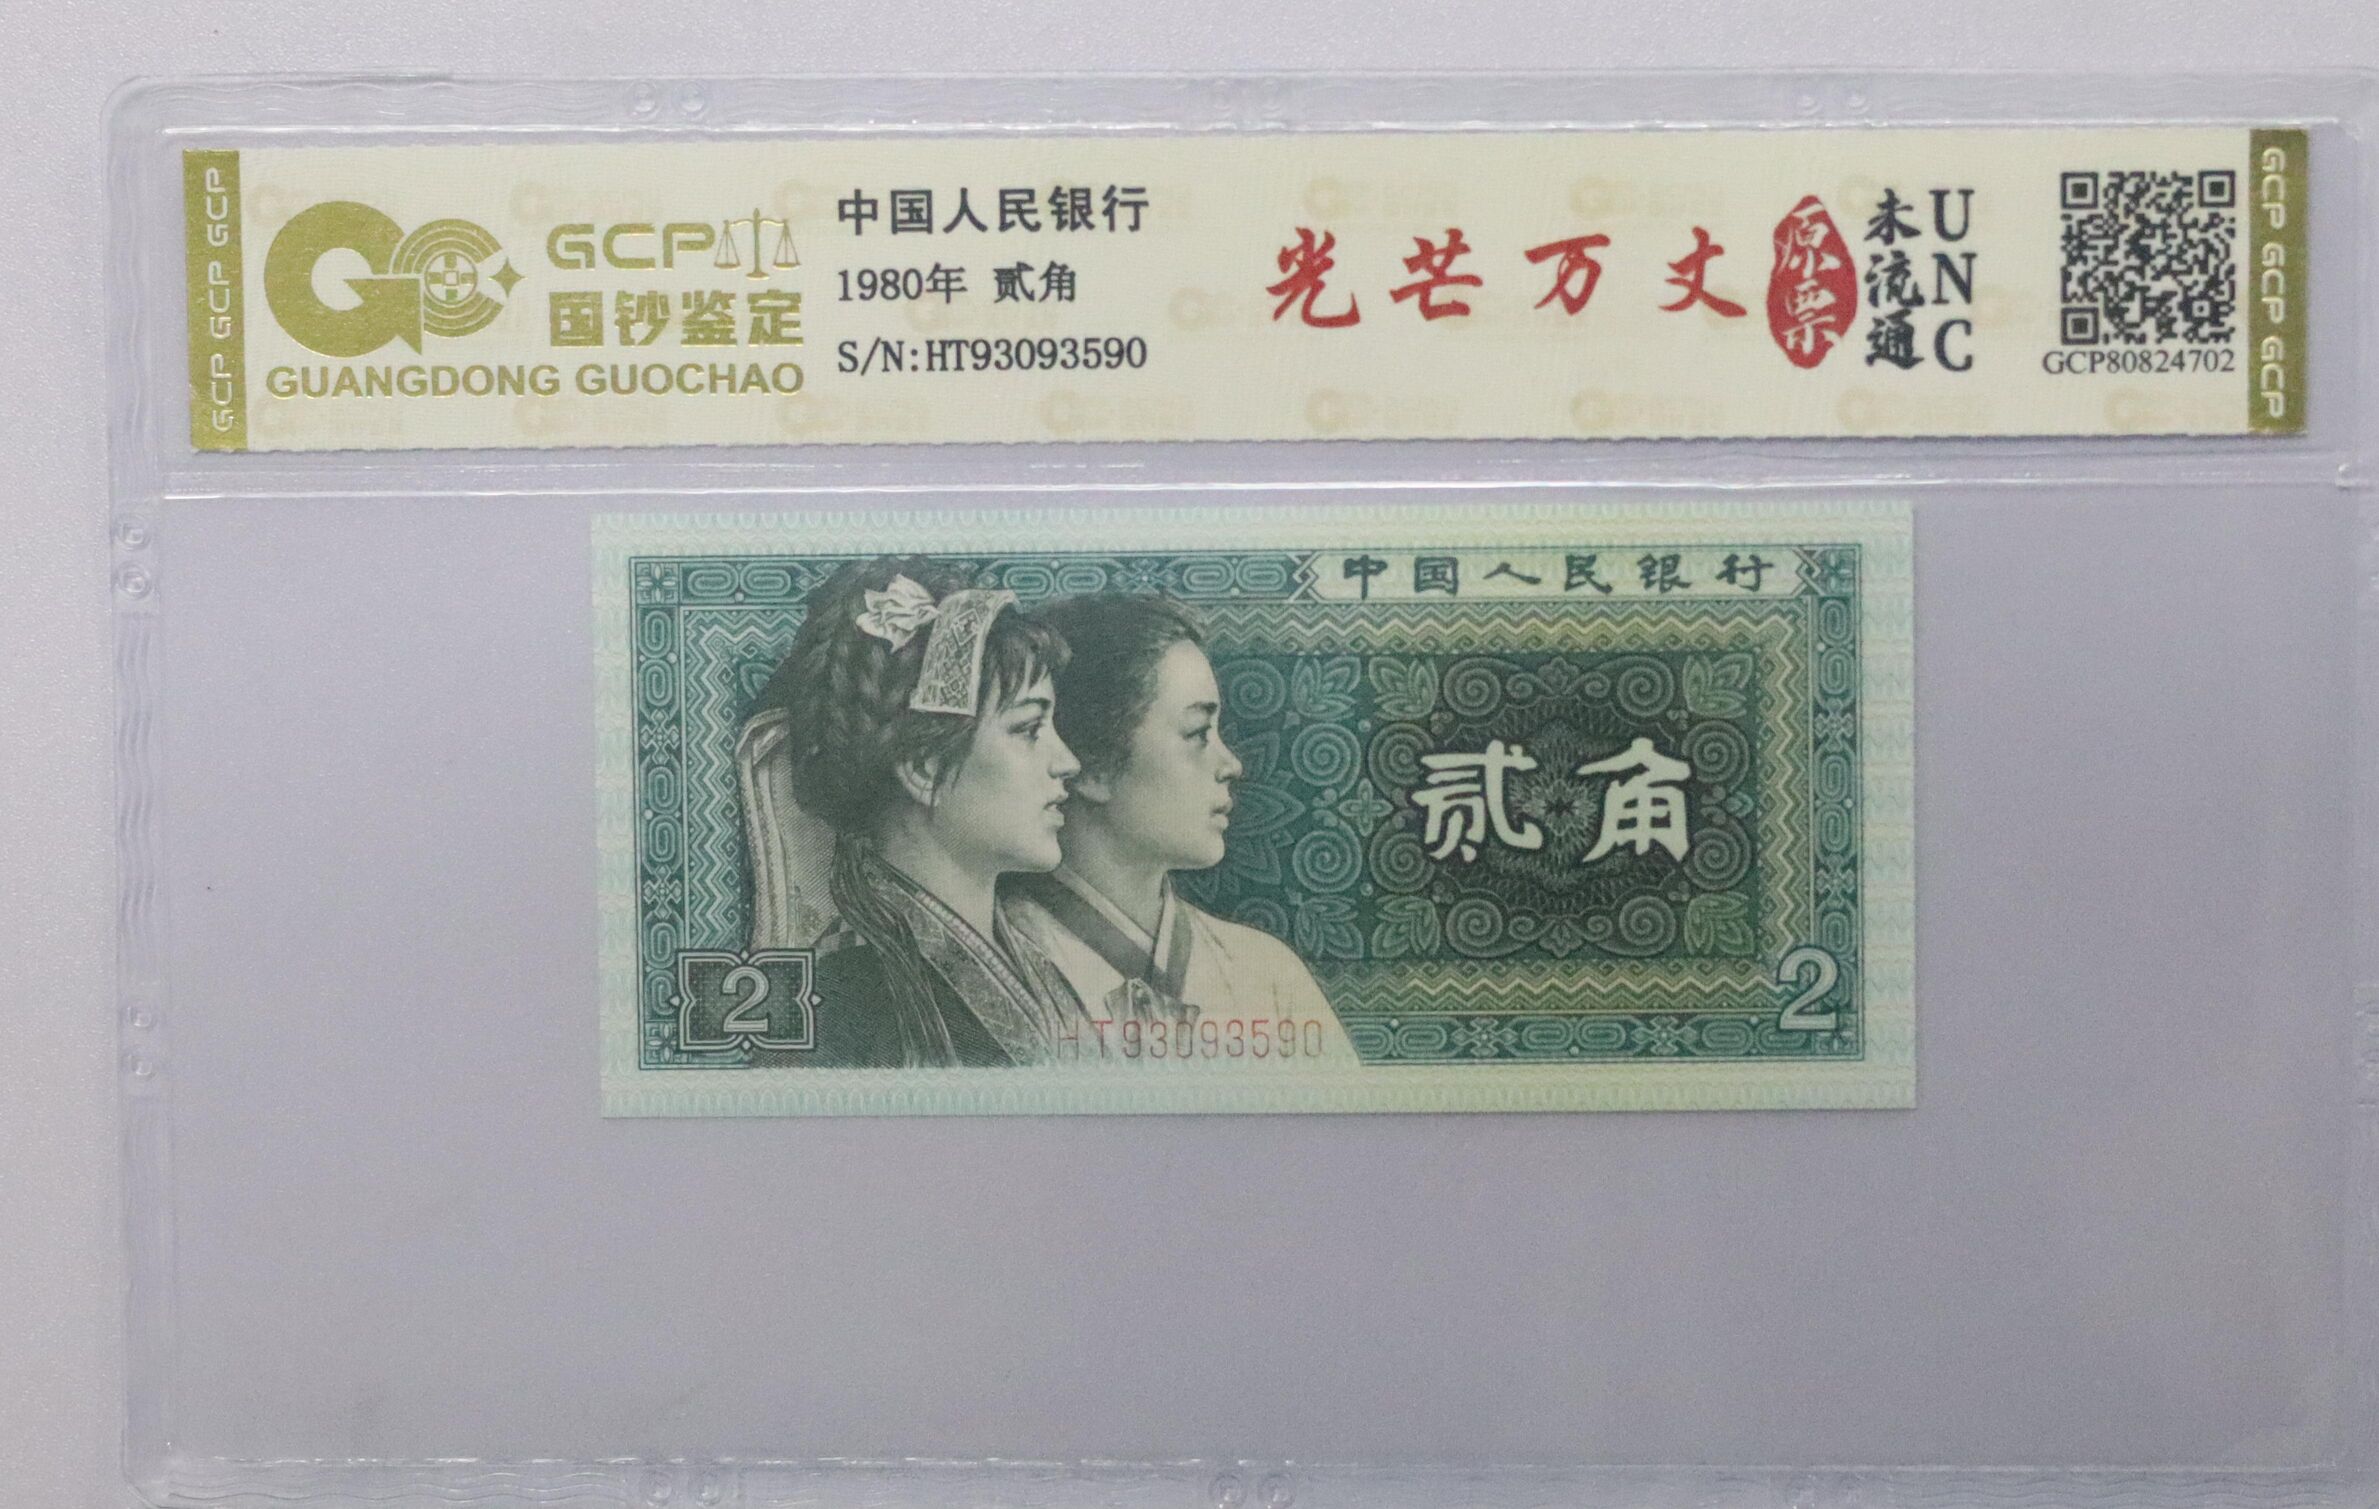 GCP GCP GCP
GCP
国钞鉴定
GUANGDONG GUOCHAO
中国人民银行
1980年 贰角
S/N:HT93093590
光芒万丈
原票
未流通
UNC
GCP80824702
GCP GCP GCP
中国人民银行
贰角
2
2
HT93093590